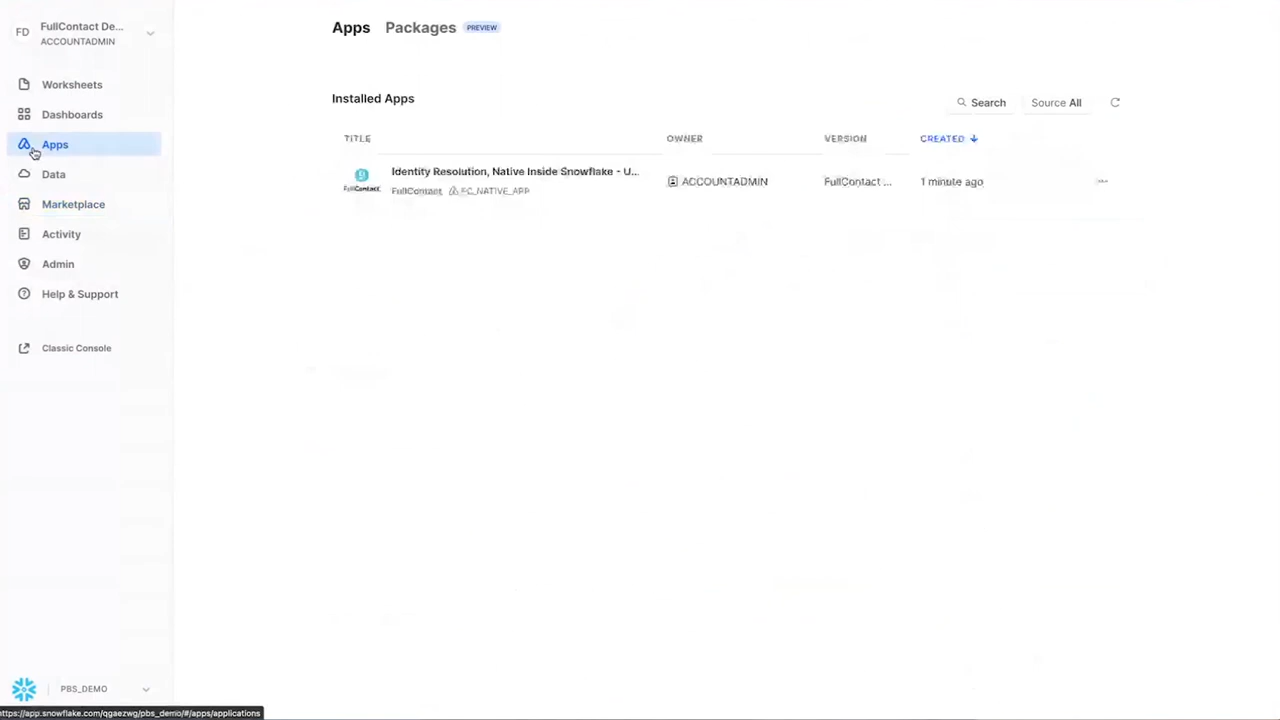 FD
FullContact De...
ACCOUNTADMIN
Worksheets
Dashboards
Apps
Data
Marketplace
Activity
Admin
Help & Support
Classic Console
PBS_DEMO
https://app.snowflake.com/qgaezwg/pbs_demo/#/apps/applications
Apps Packages PREVIEW
Installed Apps
Search Source All
TITLE OWNER VERSION CREATED
FullContact
Identity Resolution, Native Inside Snowflake - U...
FullContact FC_NATIVE_APP
ACCOUNTADMIN FullContact ... 1 minute ago